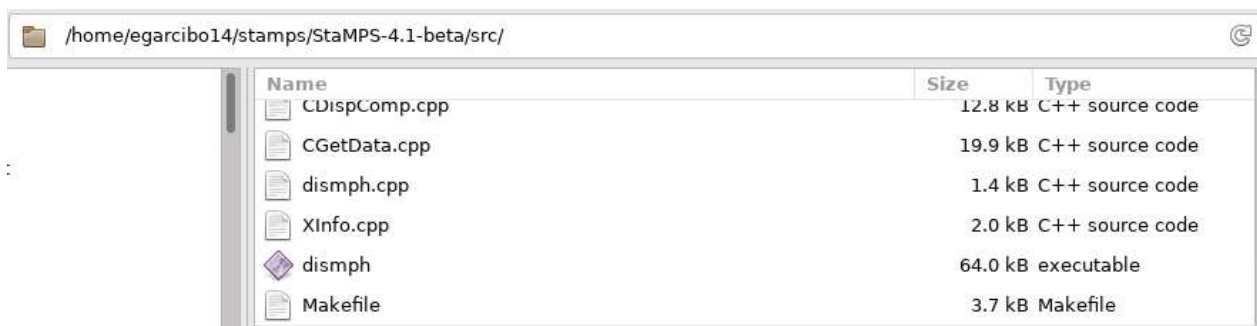 /home/egarcibo14/stamps/StaMPS-4.1-beta/src/
Name Size Type
CDispComp.cpp 12.8 kB C++ source code
CGetData.cpp 19.9 kB C++ source code
dismph.cpp 1.4 kB C++ source code
XInfo.cpp 2.0 kB C++ source code
dismph 64.0 kB executable
Makefile 3.7 kB Makefile